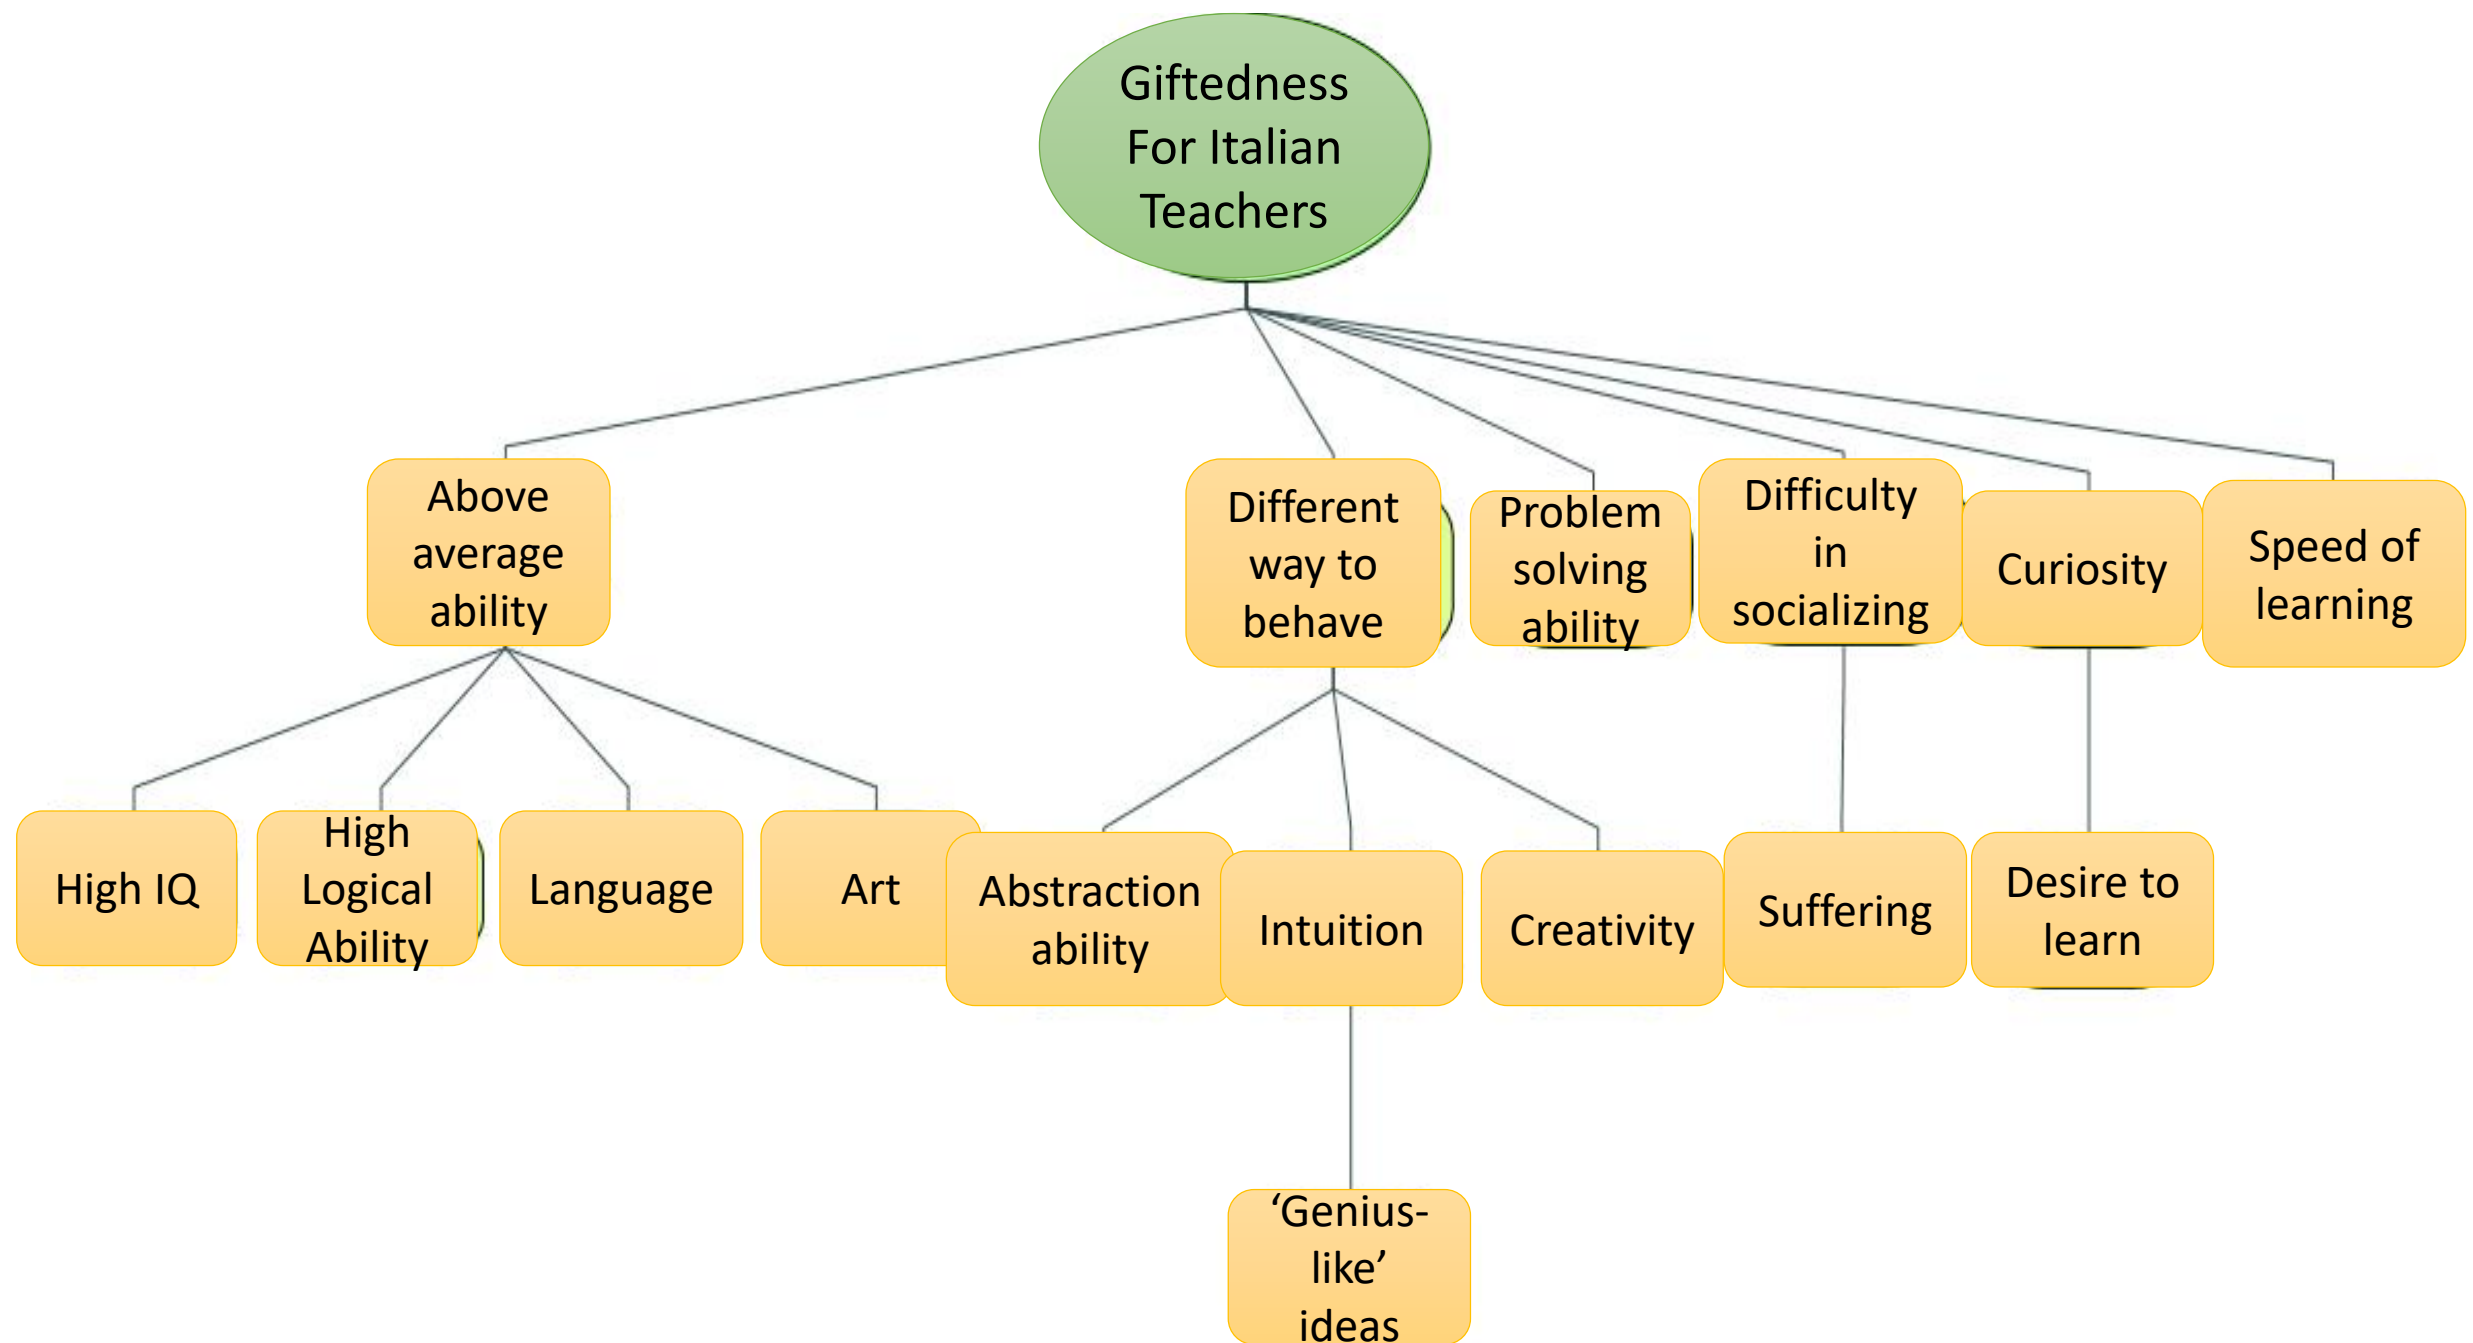 Giftedness
For Italian
Teachers
Above
average
ability
Different
way to
behave
Problem
solving
ability
Difficulty
in
socializing
Curiosity
Speed of
learning
High IQ
High
Logical
Ability
Language
Art
Abstraction
ability
Intuition
Creativity
Suffering
Desire to
learn
‘Genius-
like’
ideas